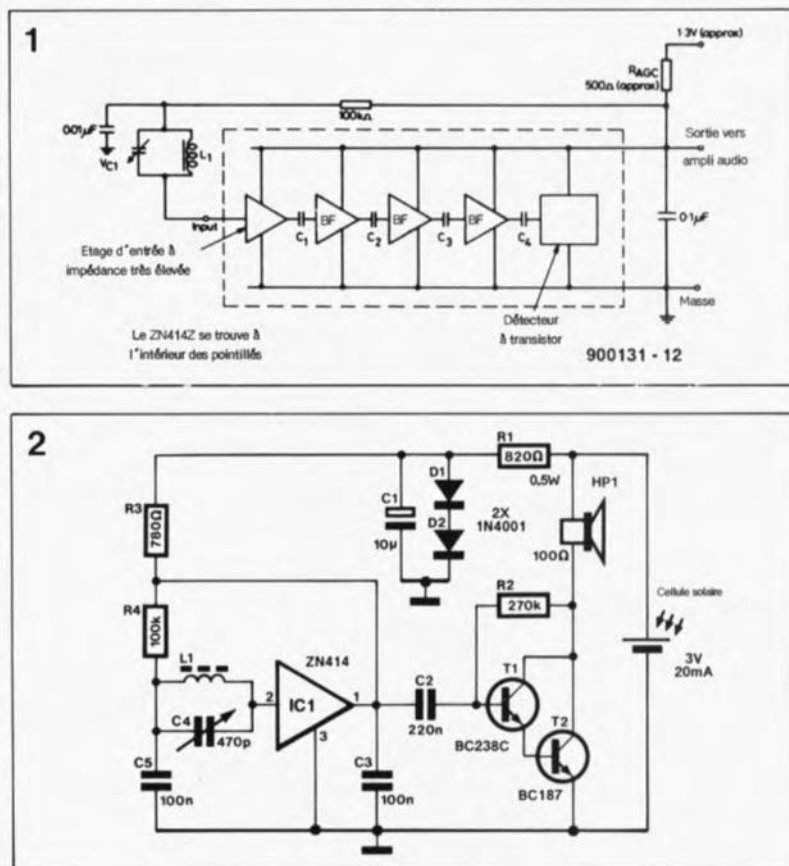 1
1·3V (approx)
RAGC
500Ω (approx)
100kΩ
0·01µF
VC1
L1
Sortie vers
ampli audio
Input
BF
BF
BF
C1
C2
C3
C4
0·1µF
Etage d'entrée à
impédance très élevée
Masse
Détecteur
à transistor
Le ZN414Z se trouve à
l'intérieur des pointillés
900131 - 12
2
R1
820Ω
0,5W
HP1
100Ω
D1
D2
2X
1N4001
C1
10µ
R3
780Ω
R2
270k
Cellule solaire
3V
20mA
R4
100k
L1
ZN414
IC1
2
1
3
C2
220n
T1
BC238C
T2
BC187
C4
470p
C5
100n
C3
100n